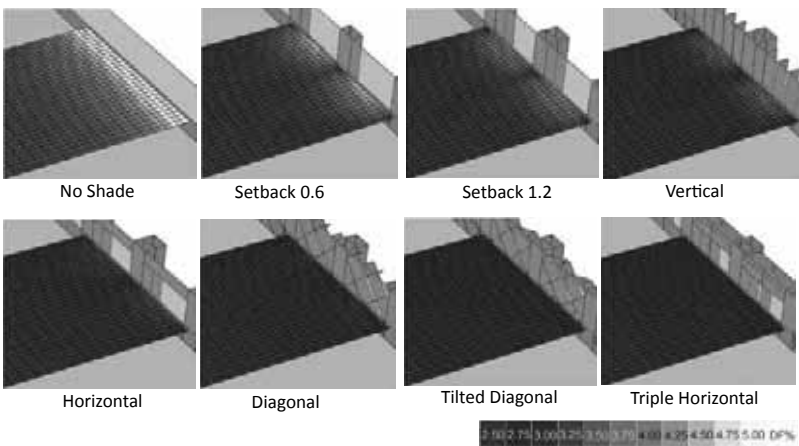 No Shade
Setback 0.6
Setback 1.2
Vertical
Horizontal
Diagonal
Tilted Diagonal
Triple Horizontal
2.50 2.75 3.00 3.25 3.50 3.75 4.00 4.25 4.50 4.75 5.00 DF%